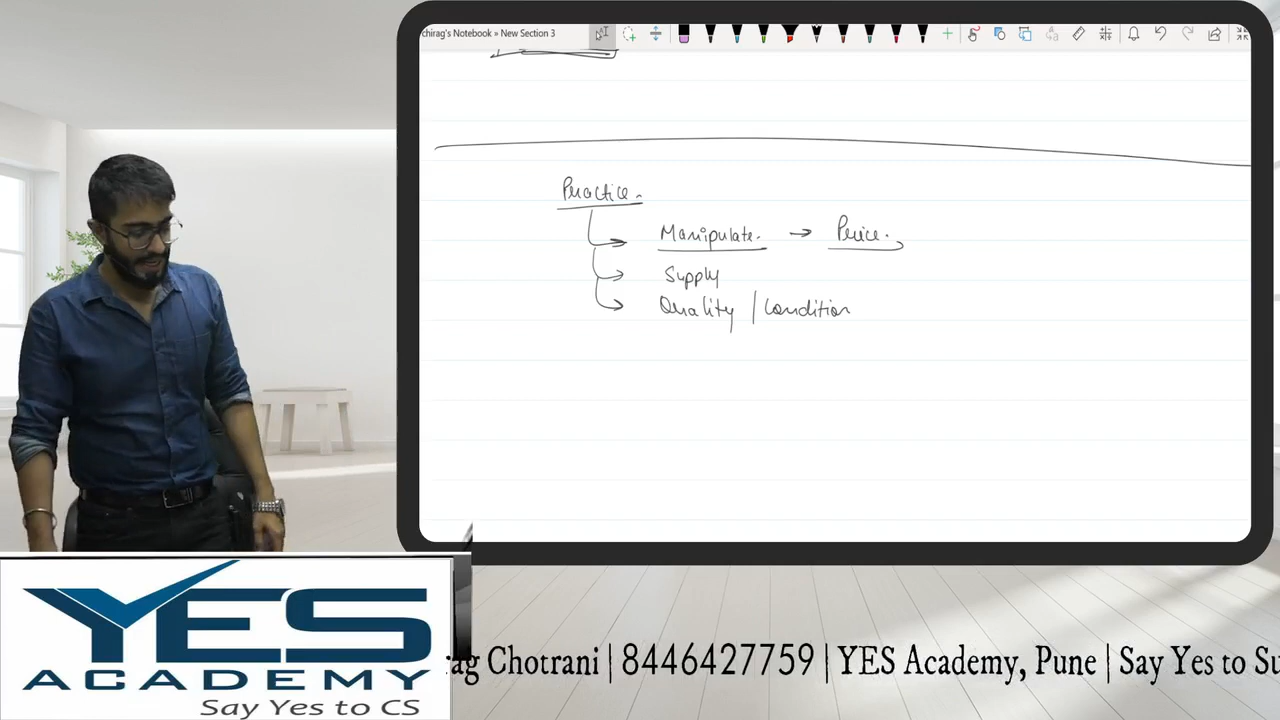 chirag's Notebook » New Section 3
Practice.
Manipulate. → Price.
Supply
Quality / Condition
YES
ACADEMY
Say Yes to CS
rag Chotrani | 8446427759 | YES Academy, Pune | Say Yes to Su